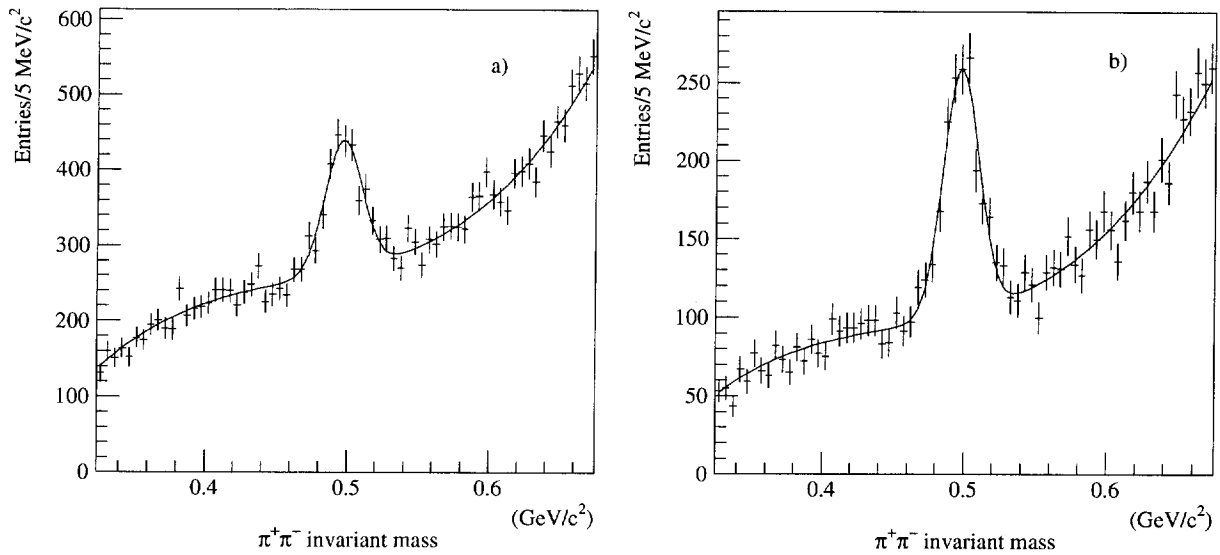 600
500
400
300
200
100
0
Entries/5 MeV/c²
a)
0.4
0.5
0.6
(GeV/c²)
π⁺π⁻ invariant mass
250
200
150
100
50
0
Entries/5 MeV/c²
b)
0.4
0.5
0.6
(GeV/c²)
π⁺π⁻ invariant mass